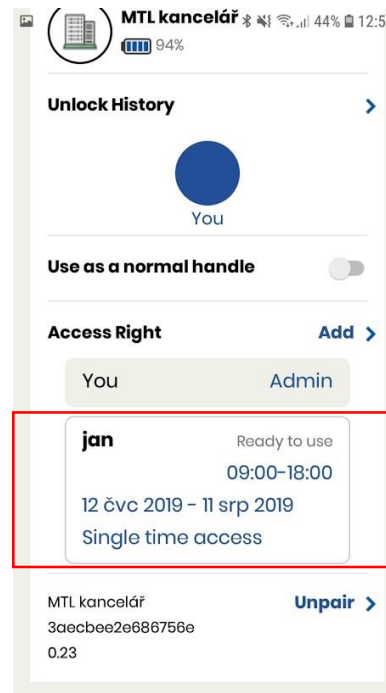 MTL kancelář 44% 12:5
94%
Unlock History
You
Use as a normal handle
Access Right Add
You Admin
jan Ready to use
09:00-18:00
12 čvc 2019 - 11 srp 2019
Single time access
MTL kancelář Unpair
3aecbee2e686756e
0.23